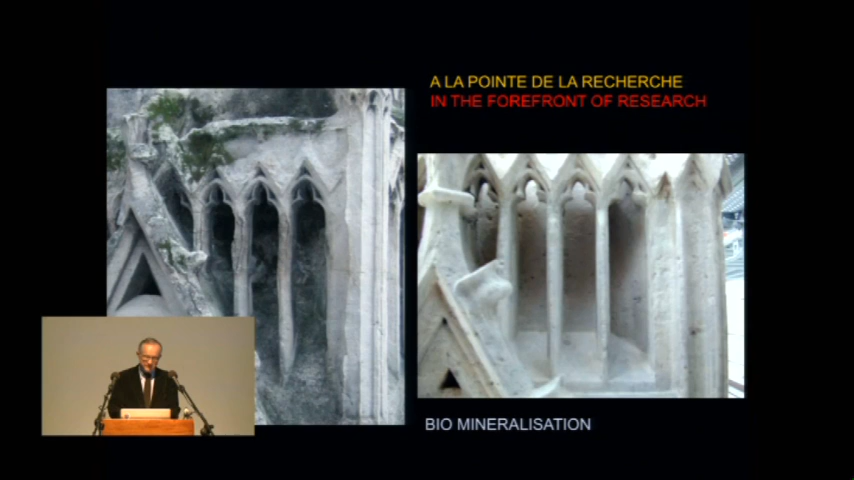 A LA POINTE DE LA RECHERCHE
IN THE FOREFRONT OF RESEARCH
BIO MINERALISATION